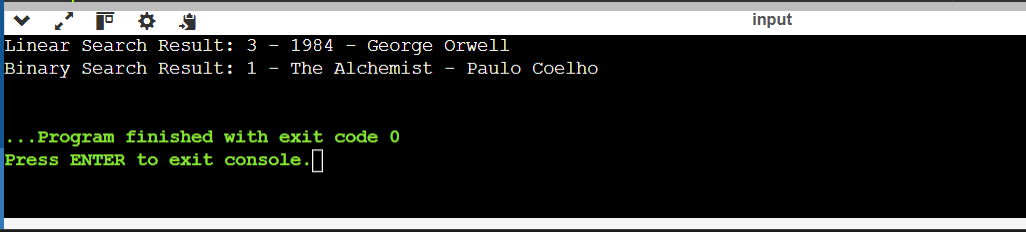 input
Linear Search Result: 3 - 1984 - George Orwell
Binary Search Result: 1 - The Alchemist - Paulo Coelho
...Program finished with exit code 0
Press ENTER to exit console.